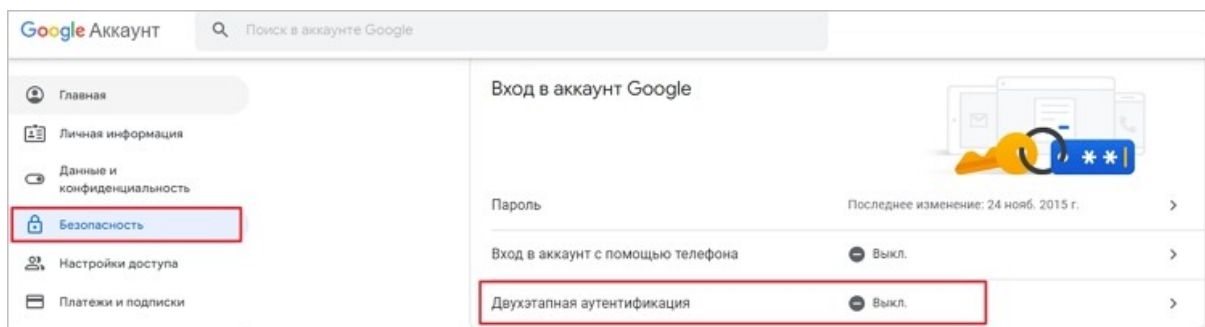 Google Аккаунт
Поиск в аккаунте Google
Главная
Личная информация
Данные и
конфиденциальность
Безопасность
Настройки доступа
Платежи и подписки
Вход в аккаунт Google
**
Пароль
Последнее изменение: 24 нояб. 2015 г.
Вход в аккаунт с помощью телефона
Выкл.
Двухэтапная аутентификация
Выкл.